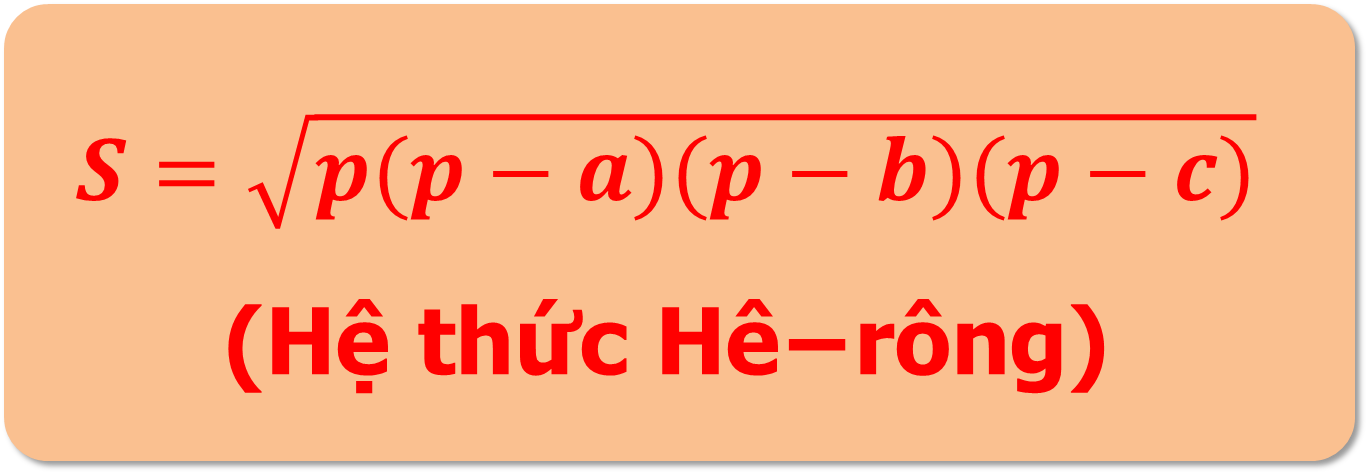 S = √p(p − a)(p − b)(p − c)
(Hệ thức Hê−rông)